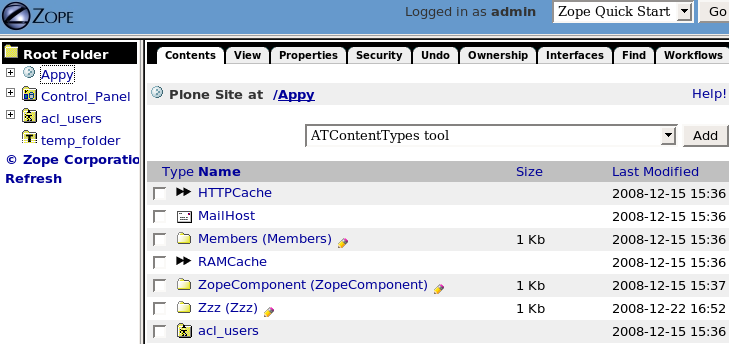 ZOPE
Logged in as admin Zope Quick Start Go
Root Folder
Appy
Control_Panel
acl_users
temp_folder
© Zope Corporatio
Refresh
Contents View Properties Security Undo Ownership Interfaces Find Workflows
Plone Site at /Appy Help!
ATContentTypes tool Add
Type Name Size Last Modified
HTTPCache 2008-12-15 15:36
MailHost 2008-12-15 15:36
Members (Members) 1 Kb 2008-12-15 15:36
RAMCache 2008-12-15 15:36
ZopeComponent (ZopeComponent) 1 Kb 2008-12-15 15:37
Zzz (Zzz) 1 Kb 2008-12-22 16:52
acl_users 2008-12-15 15:36